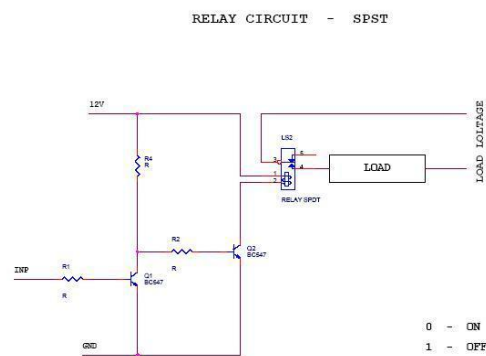 RELAY CIRCUIT - SPST
12V
LS2
R4
R
3
5
4
1
2
LOAD
LOAD LOLTAGE
RELAY SPDT
R2
R
Q2
BC547
INP
R1
R
Q1
BC547
GND
0 - ON
1 - OFF